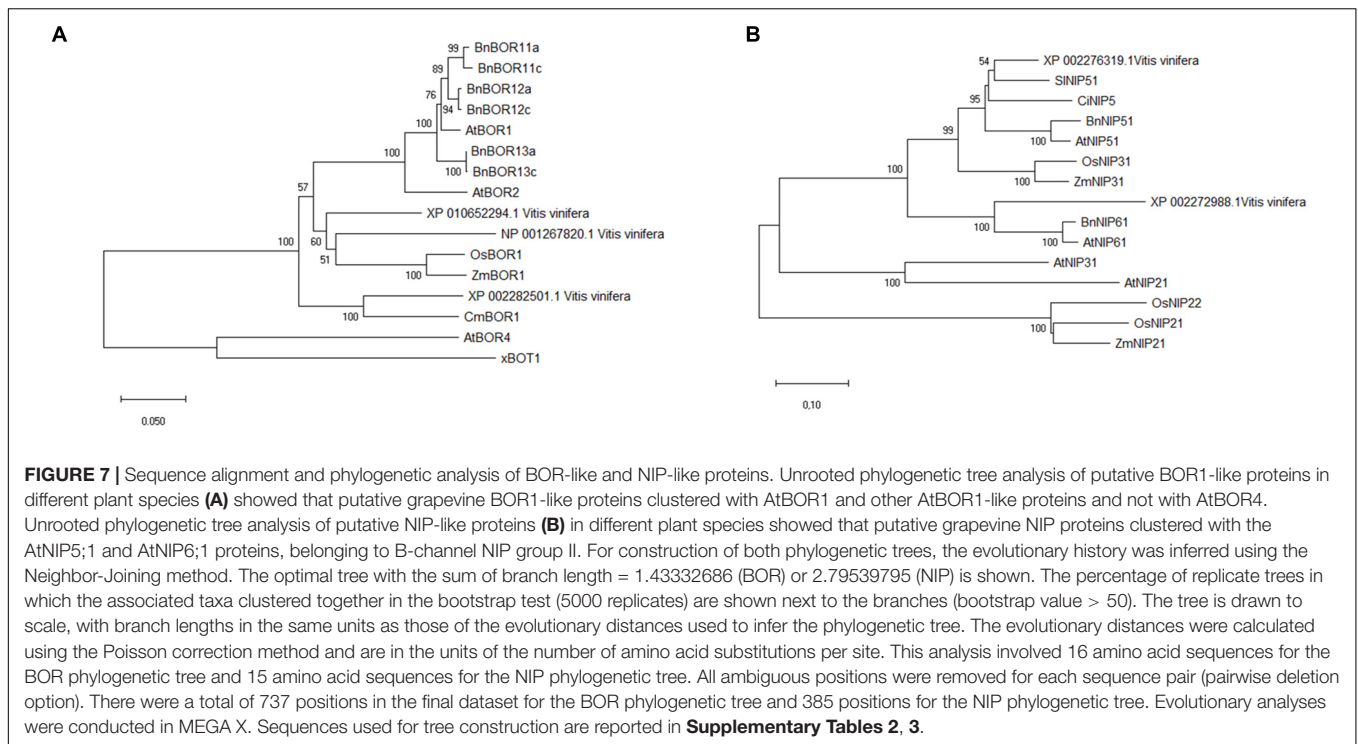 A
99
BnBOR11a
BnBOR11c
89
BnBOR12a
76
94
BnBOR12c
100
AtBOR1
BnBOR13a
100
100
BnBOR13c
57
AtBOR2
XP 010652294.1 Vitis vinifera
60
NP 001267820.1 Vitis vinifera
100
51
OsBOR1
100
ZmBOR1
XP 002282501.1 Vitis vinifera
100
CmBOR1
AtBOR4
xBOT1
0.050
B
54
XP 002276319.1Vitis vinifera
SlNIP51
95
CiNIP5
BnNIP51
99
100
AtNIP51
OsNIP31
100
100
ZmNIP31
XP 002272988.1Vitis vinifera
100
BnNIP61
100
AtNIP61
AtNIP31
100
AtNIP21
OsNIP22
100
OsNIP21
ZmNIP21
0,10
FIGURE 7 | Sequence alignment and phylogenetic analysis of BOR-like and NIP-like proteins. Unrooted phylogenetic tree analysis of putative BOR1-like proteins in
different plant species (A) showed that putative grapevine BOR1-like proteins clustered with AtBOR1 and other AtBOR1-like proteins and not with AtBOR4.
Unrooted phylogenetic tree analysis of putative NIP-like proteins (B) in different plant species showed that putative grapevine NIP proteins clustered with the
AtNIP5;1 and AtNIP6;1 proteins, belonging to B-channel NIP group II. For construction of both phylogenetic trees, the evolutionary history was inferred using the
Neighbor-Joining method. The optimal tree with the sum of branch length = 1.43332686 (BOR) or 2.79539795 (NIP) is shown. The percentage of replicate trees in
which the associated taxa clustered together in the bootstrap test (5000 replicates) are shown next to the branches (bootstrap value > 50). The tree is drawn to
scale, with branch lengths in the same units as those of the evolutionary distances used to infer the phylogenetic tree. The evolutionary distances were calculated
using the Poisson correction method and are in the units of the number of amino acid substitutions per site. This analysis involved 16 amino acid sequences for the
BOR phylogenetic tree and 15 amino acid sequences for the NIP phylogenetic tree. All ambiguous positions were removed for each sequence pair (pairwise deletion
option). There were a total of 737 positions in the final dataset for the BOR phylogenetic tree and 385 positions for the NIP phylogenetic tree. Evolutionary analyses
were conducted in MEGA X. Sequences used for tree construction are reported in Supplementary Tables 2, 3.